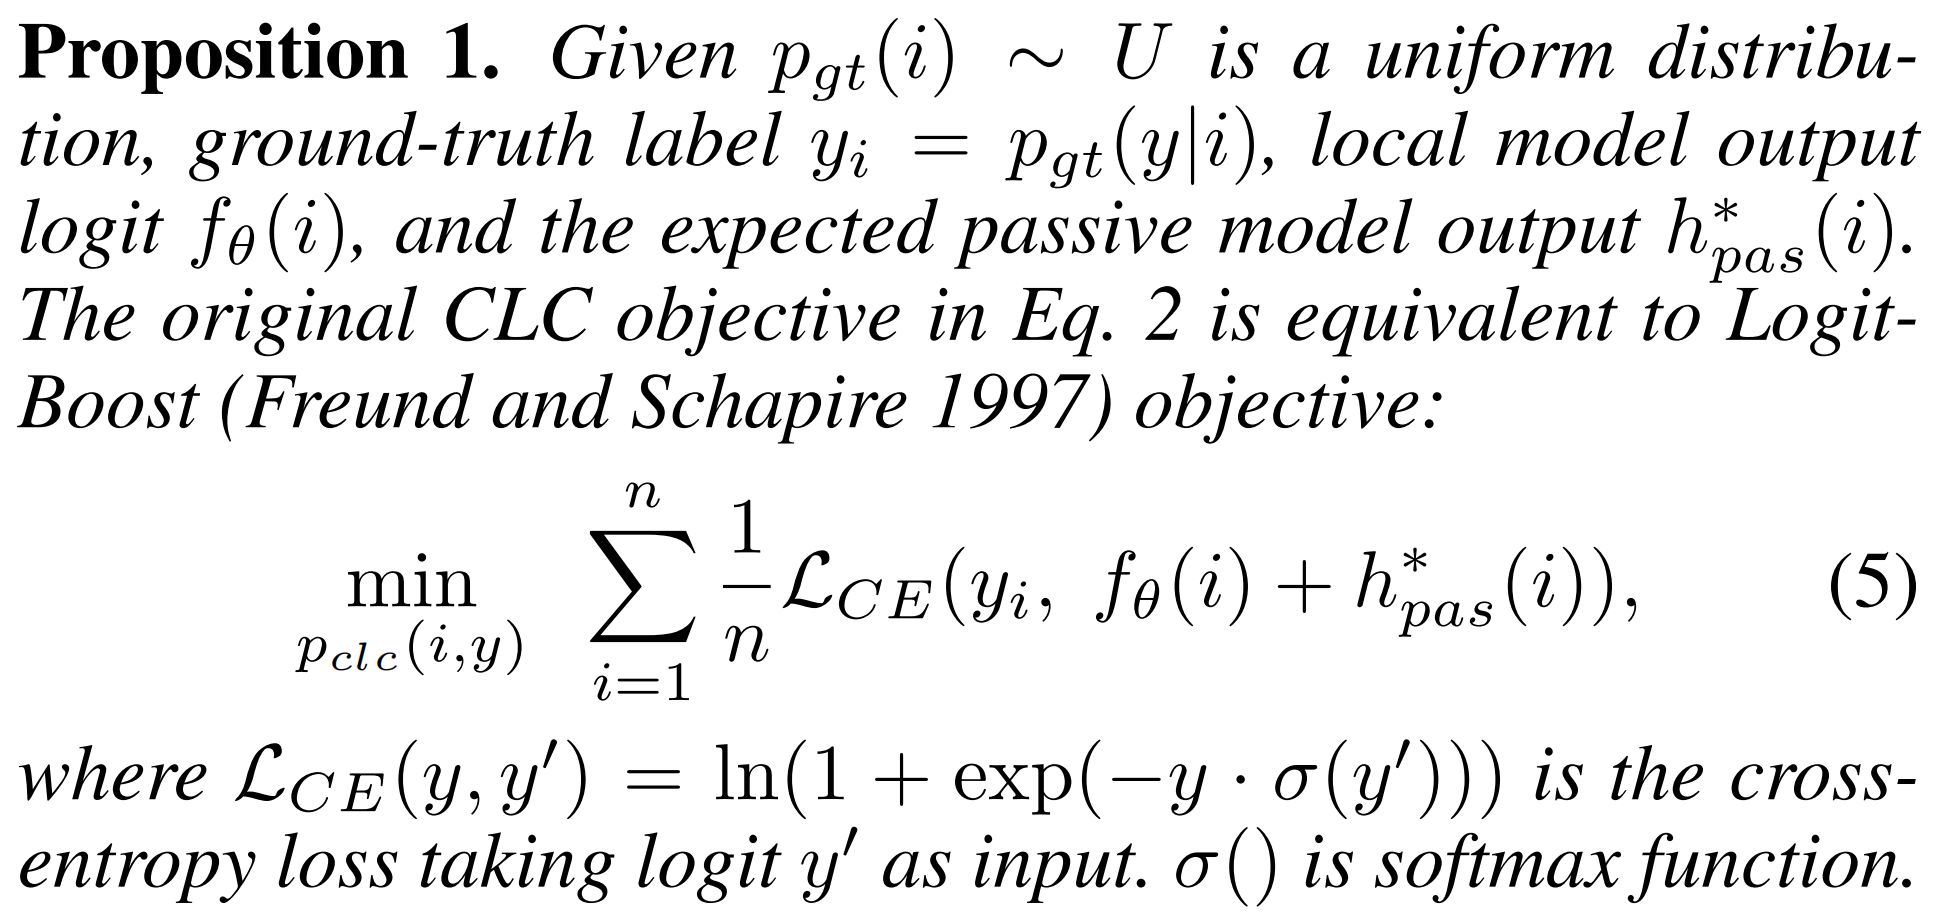 Proposition 1. Given p_{gt}(i) ∼ U is a uniform distribu-
tion, ground-truth label y_i = p_{gt}(y|i), local model output
logit f_θ(i), and the expected passive model output h^*_{pas}(i).
The original CLC objective in Eq. 2 is equivalent to Logit-
Boost (Freund and Schapire 1997) objective:
min_{p_{clc}(i,y)} \sum_{i=1}^{n} \frac{1}{n} ℒ_{CE}(y_i, f_θ(i) + h^*_{pas}(i)), (5)
where ℒ_{CE}(y, y′) = ln(1 + exp(−y · σ(y′))) is the cross-
entropy loss taking logit y′ as input. σ() is softmax function.